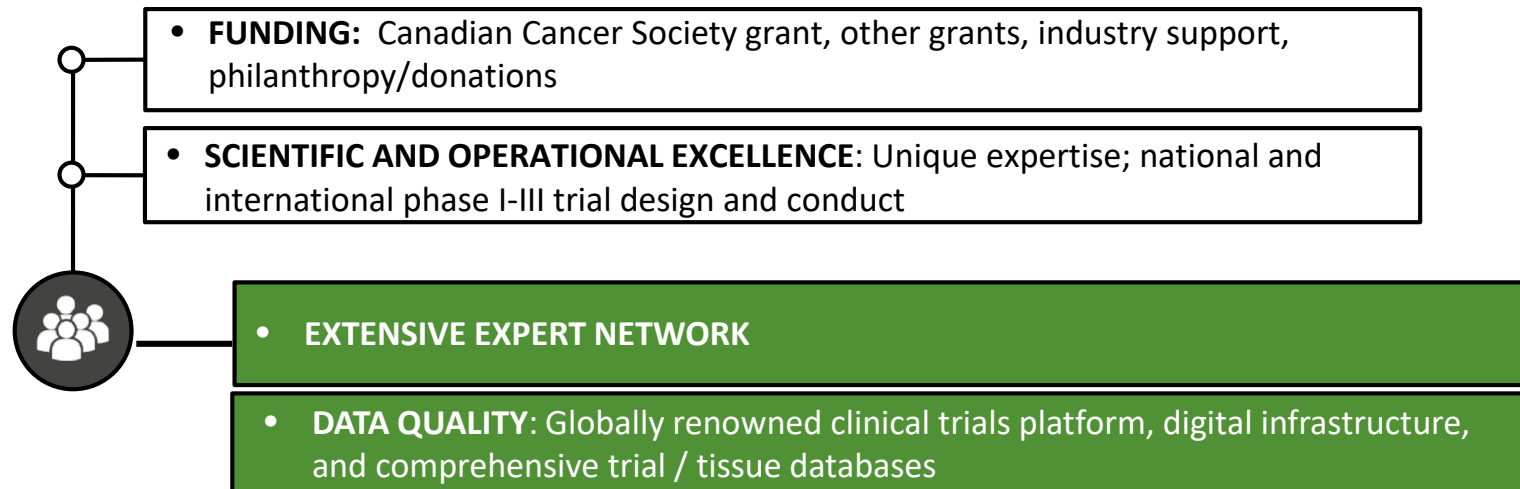 • FUNDING: Canadian Cancer Society grant, other grants, industry support,
philanthropy/donations
• SCIENTIFIC AND OPERATIONAL EXCELLENCE: Unique expertise; national and
international phase I-III trial design and conduct
• EXTENSIVE EXPERT NETWORK
• DATA QUALITY: Globally renowned clinical trials platform, digital infrastructure,
and comprehensive trial / tissue databases